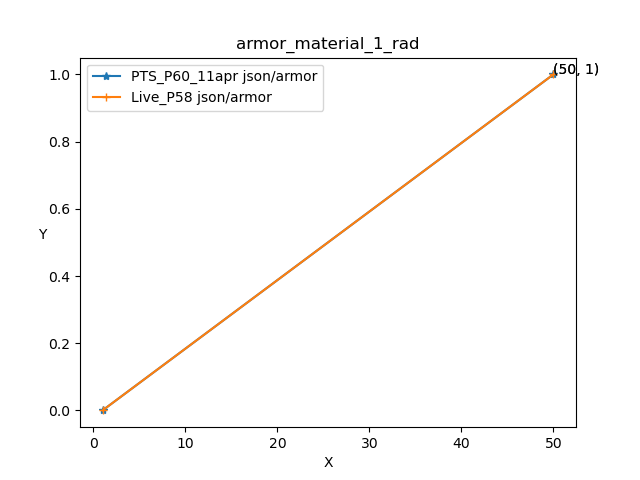 armor_material_1_rad
PTS_P60_11apr json/armor
Live_P58 json/armor
(50, 1)
1.0
0.8
0.6
Y
0.4
0.2
0.0
0
10
20
30
40
50
X